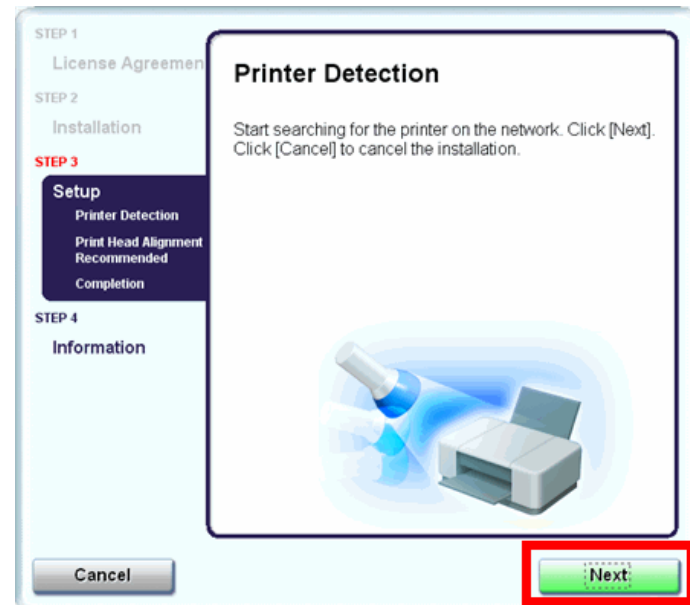 STEP 1
License Agreemen
STEP 2
Installation
STEP 3
Setup
Printer Detection
Print Head Alignment
Recommended
Completion
STEP 4
Information
Printer Detection
Start searching for the printer on the network. Click [Next].
Click [Cancel] to cancel the installation.
Cancel
Next